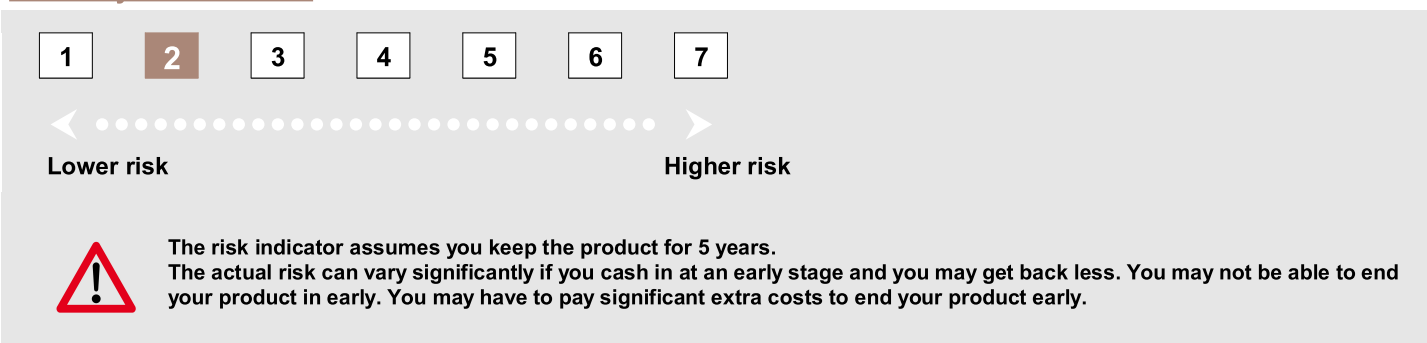 1 2 3 4 5 6 7
Lower risk Higher risk
The risk indicator assumes you keep the product for 5 years.
The actual risk can vary significantly if you cash in at an early stage and you may get back less. You may not be able to end
your product in early. You may have to pay significant extra costs to end your product early.